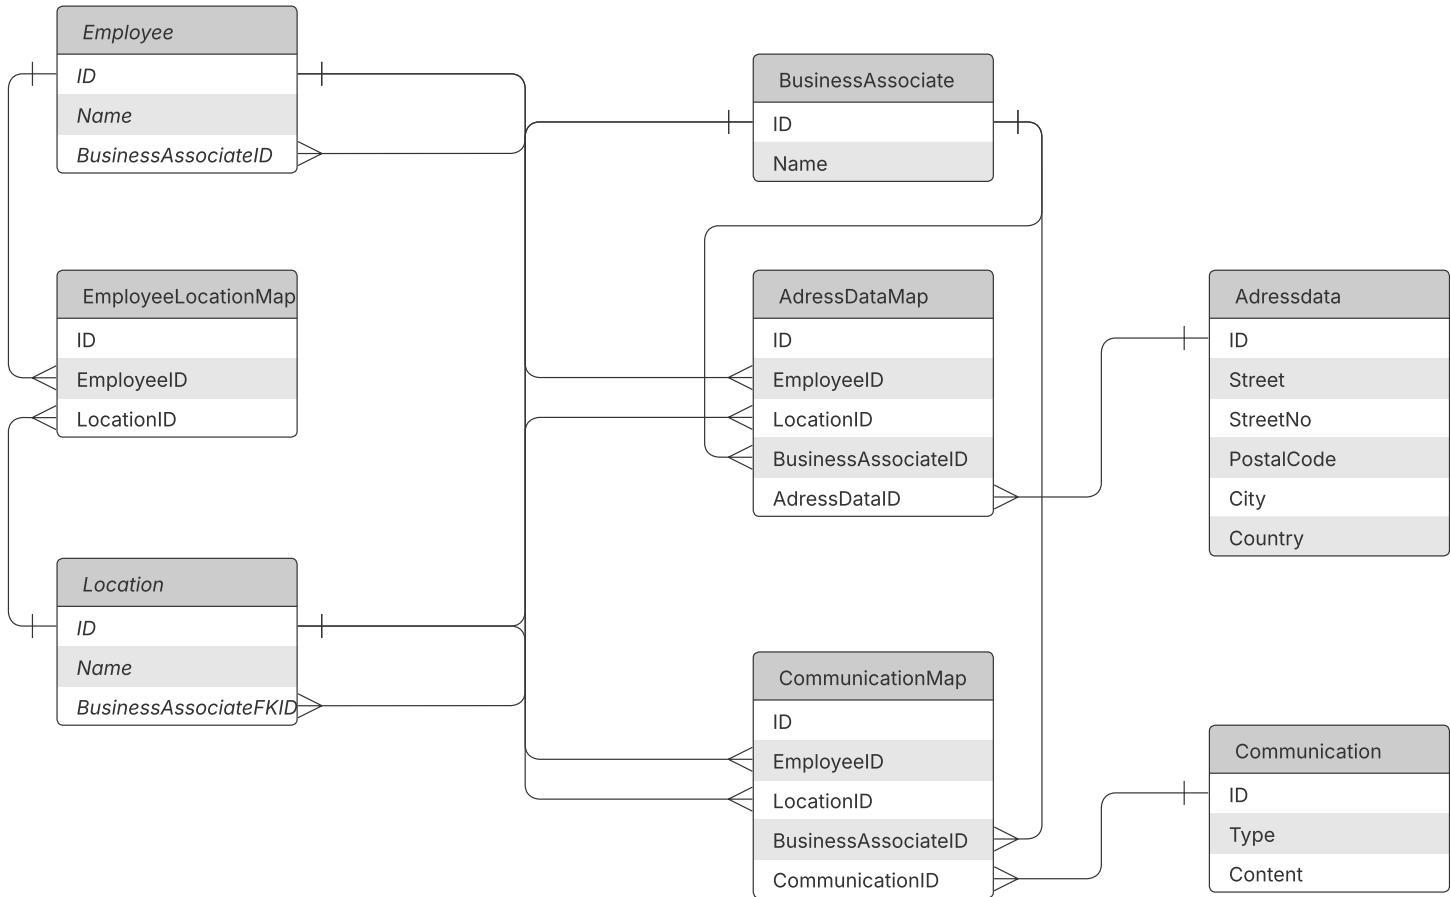 Employee
ID
Name
BusinessAssociateID
BusinessAssociate
ID
Name
EmployeeLocationMap
ID
EmployeeID
LocationID
AdressDataMap
ID
EmployeeID
LocationID
BusinessAssociateID
AdressDataID
Adressdata
ID
Street
StreetNo
PostalCode
City
Country
Location
ID
Name
BusinessAssociateFKID
CommunicationMap
ID
EmployeeID
LocationID
BusinessAssociateID
CommunicationID
Communication
ID
Type
Content